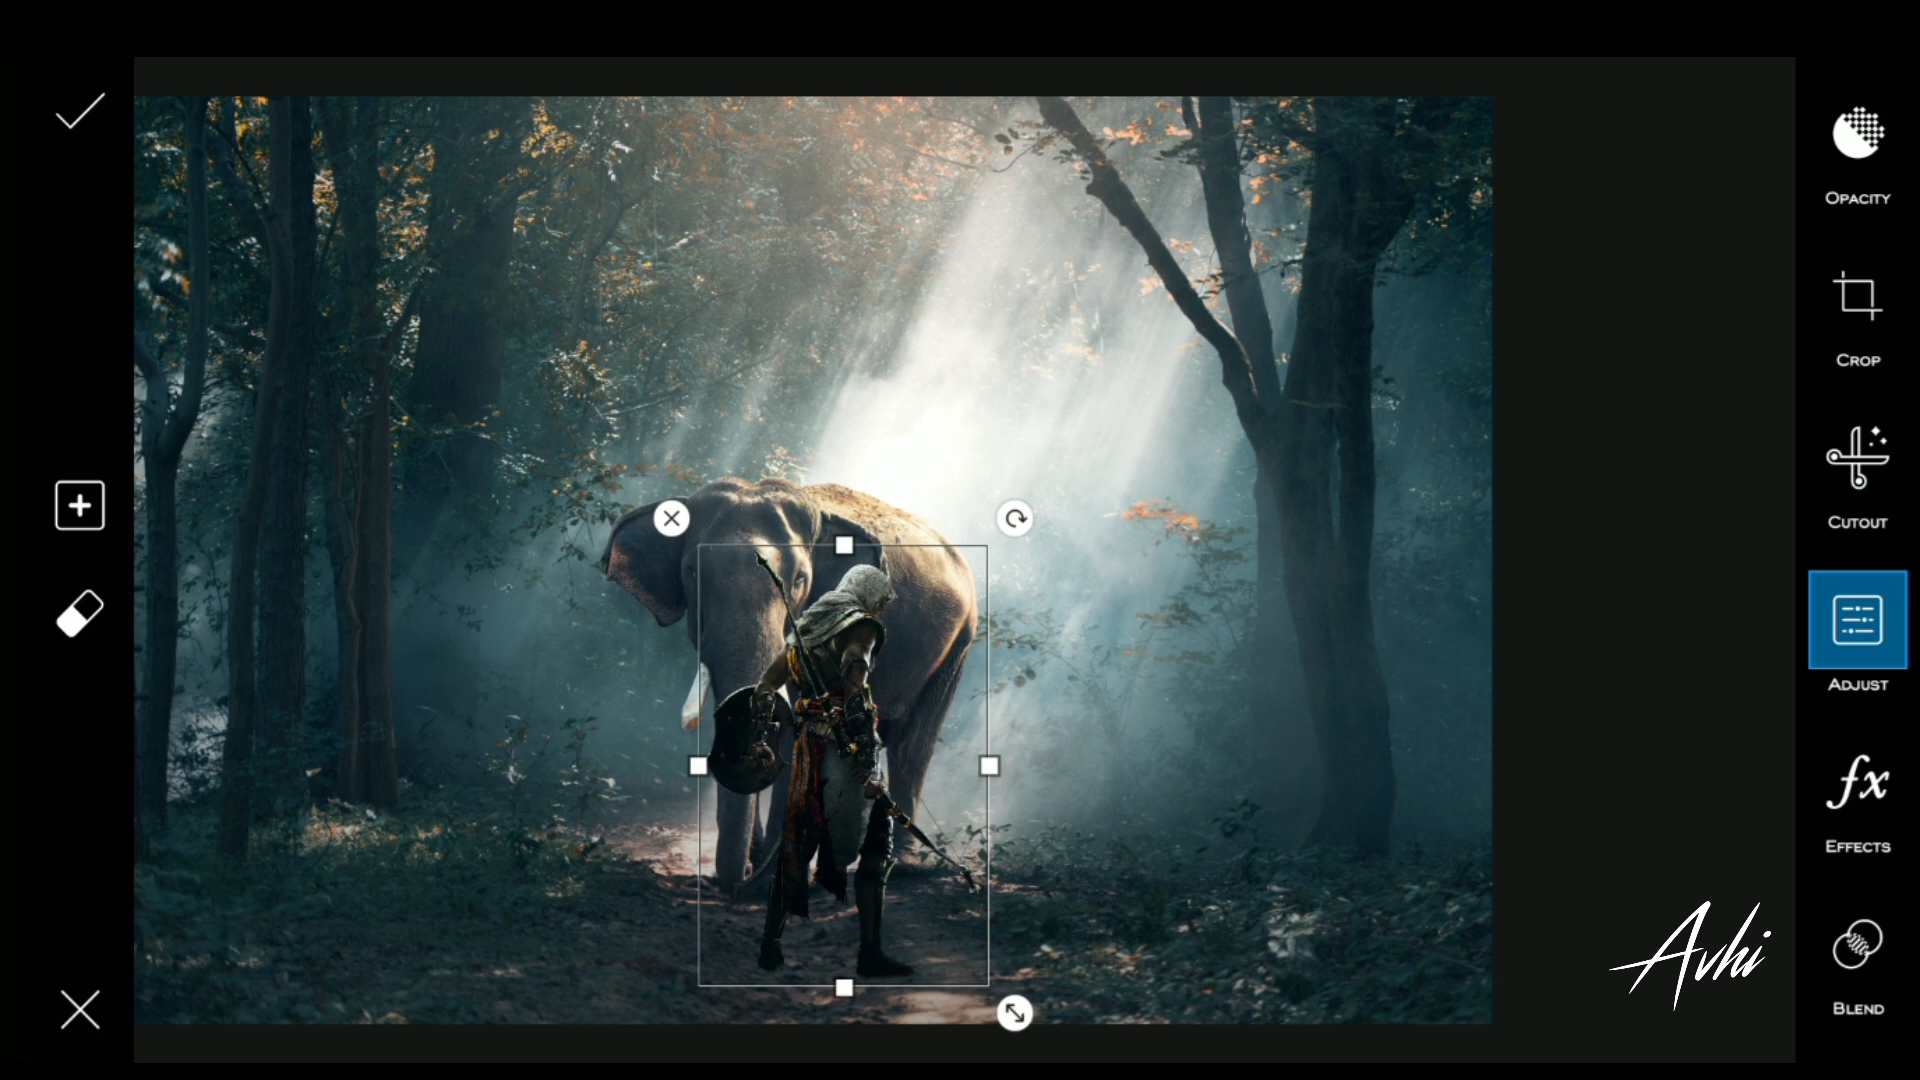 OPACITY
CROP
CUTOUT
ADJUST
fx
EFFECTS
Avhi
BLEND